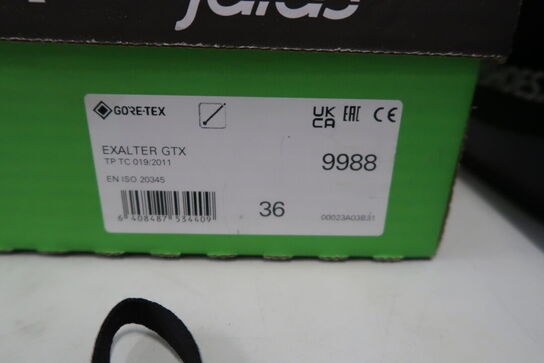 jalas
GORE-TEX
UK CA EAC CE
EXALTER GTX
TP TC 019/2011
9988
EN ISO 20345
6 408487 534409
36
00023A03B31